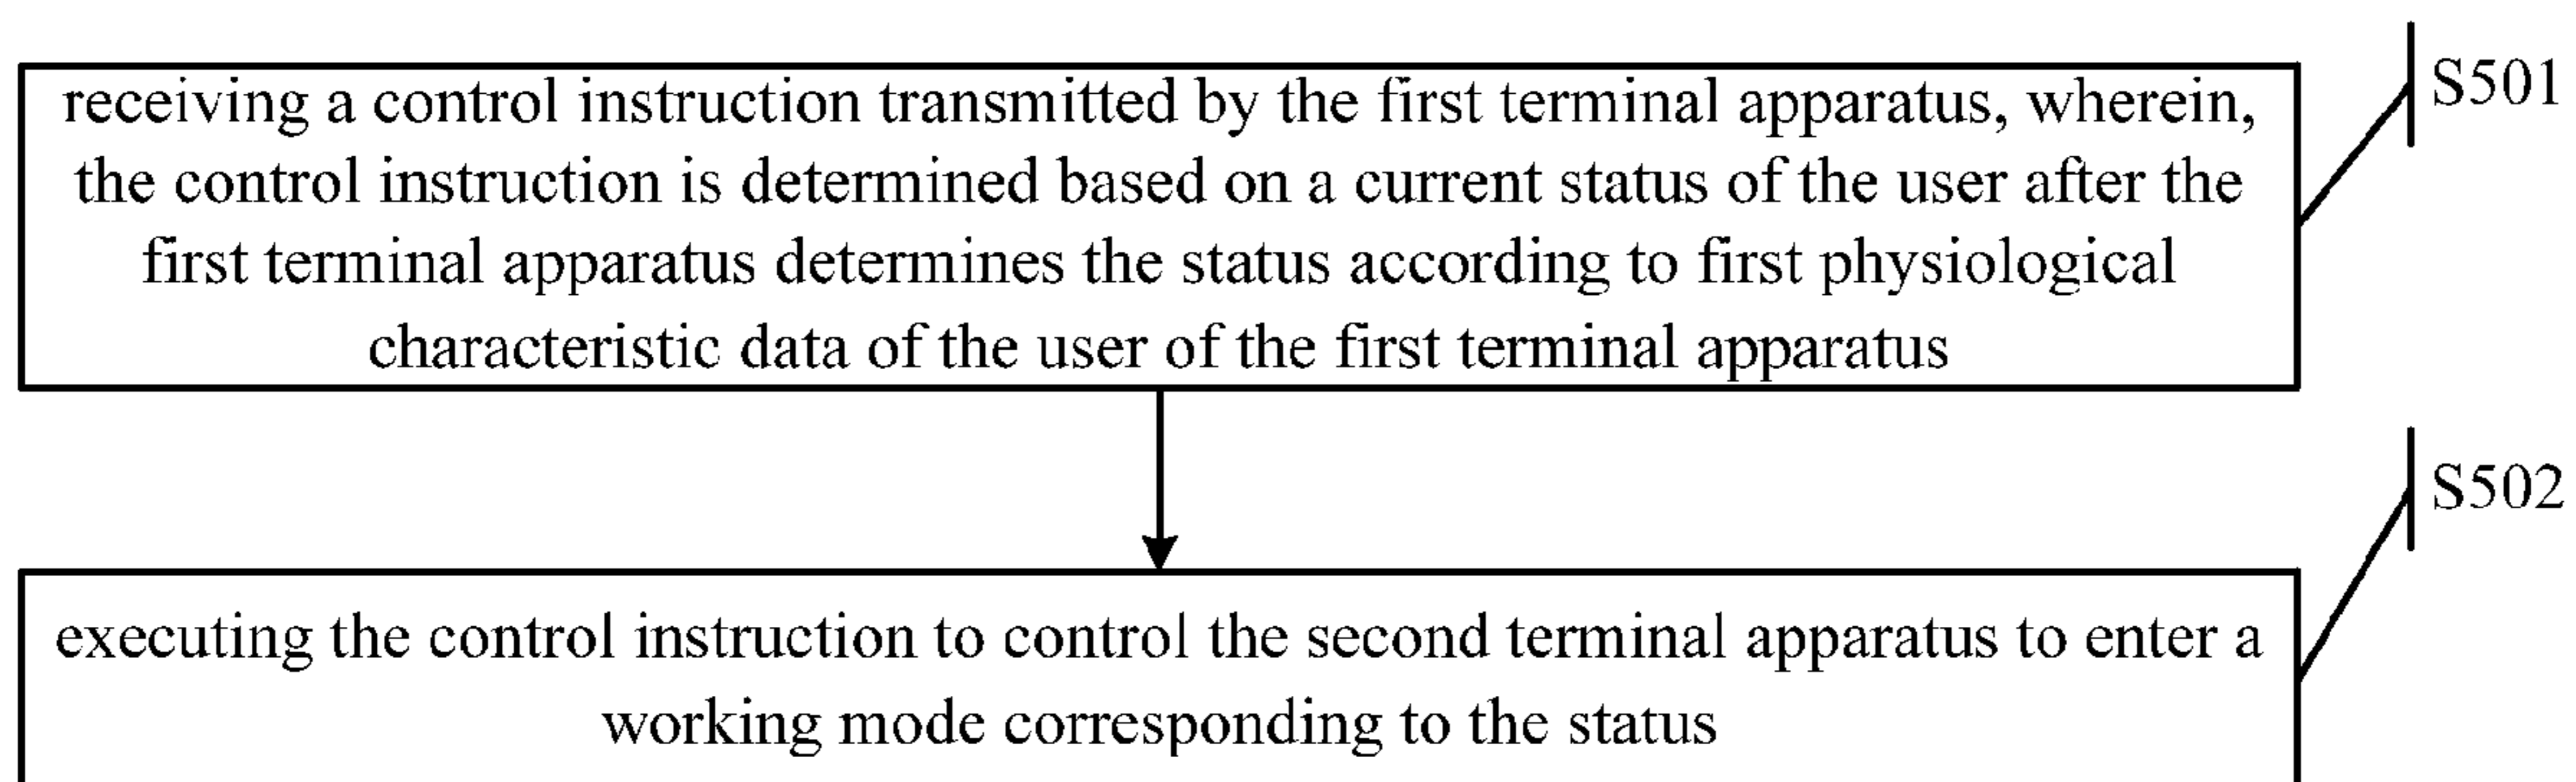 receiving a control instruction transmitted by the first terminal apparatus, wherein,
the control instruction is determined based on a current status of the user after the
first terminal apparatus determines the status according to first physiological
characteristic data of the user of the first terminal apparatus
S501
S502
executing the control instruction to control the second terminal apparatus to enter a
working mode corresponding to the status